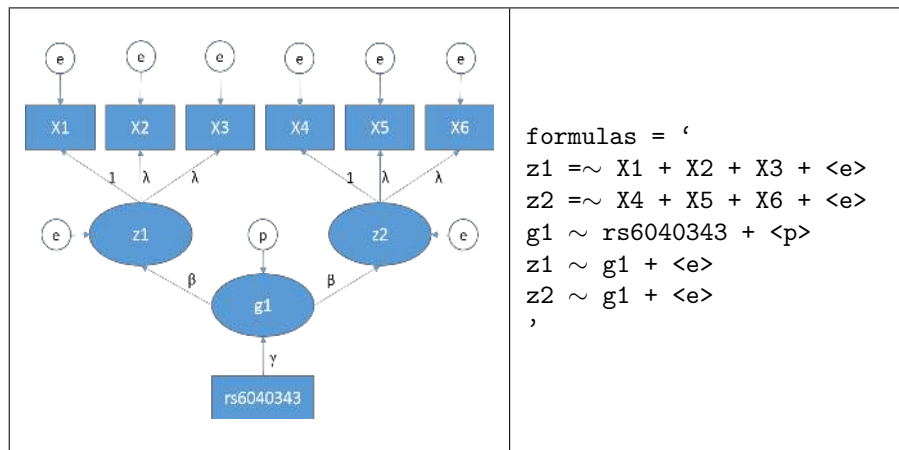 e e e e e e
X1 X2 X3 X4 X5 X6
1 λ λ 1 λ λ
e z1 p z2 e
β β
g1
γ
rs6040343
formulas = ‘
z1 =∼ X1 + X2 + X3 + <e>
z2 =∼ X4 + X5 + X6 + <e>
g1 ∼ rs6040343 + <p>
z1 ∼ g1 + <e>
z2 ∼ g1 + <e>
’